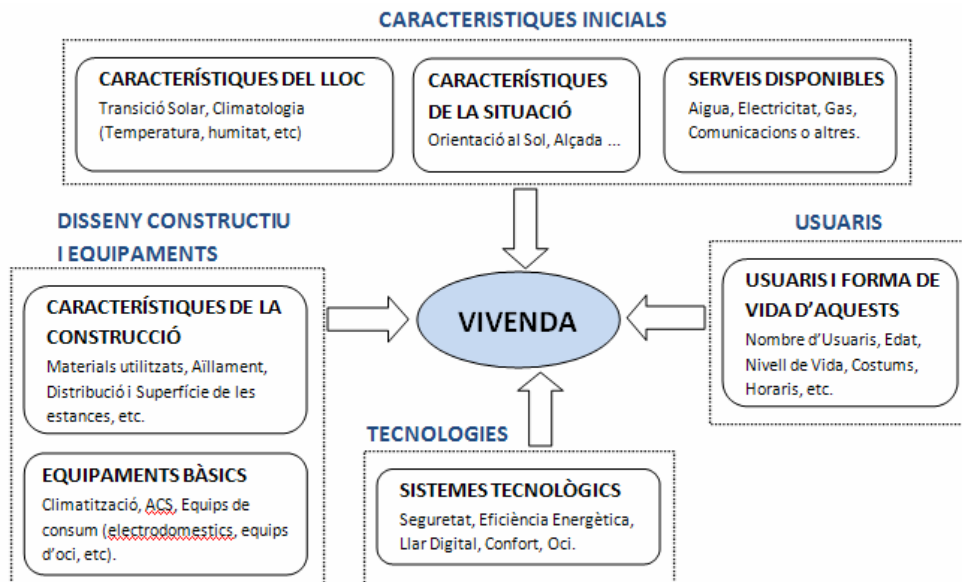 CARACTERISTIQUES INICIALS
CARACTERÍSTIQUES DEL LLOC
Transició Solar, Climatologia
(Temperatura, humitat, etc)
CARACTERÍSTIQUES
DE LA SITUACIÓ
Orientació al Sol, Alçada ...
SERVEIS DISPONIBLES
Aigua, Electricitat, Gas,
Comunicacions o altres.
DISSENY CONSTRUCTIU
I EQUIPAMENTS
CARACTERÍSTIQUES DE LA
CONSTRUCCIÓ
Materials utilitzats, Aïllament,
Distribució i Superfície de les
estances, etc.
EQUIPAMENTS BÀSICS
Climatització, ACS, Equips de
consum (electrodomestics, equips
d'oci, etc).
VIVENDA
USUARIS
USUARIS I FORMA DE
VIDA D'AQUESTS
Nombre d'Usuaris, Edat,
Nivell de Vida, Costums,
Horaris, etc.
TECNOLOGIES
SISTEMES TECNOLÒGICS
Seguretat, Eficiència Energètica,
Llar Digital, Confort, Oci.